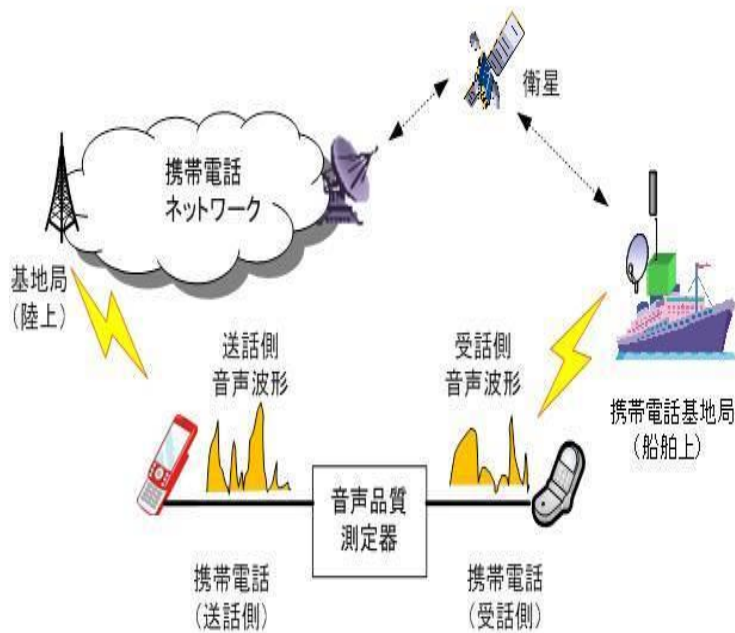 衛星
携帯電話
ネットワーク
基地局
(陸上)
送話側
音声波形
受話側
音声波形
携帯電話基地局
(船舶上)
音声品質
測定器
携帯電話
(送話側)
携帯電話
(受話側)